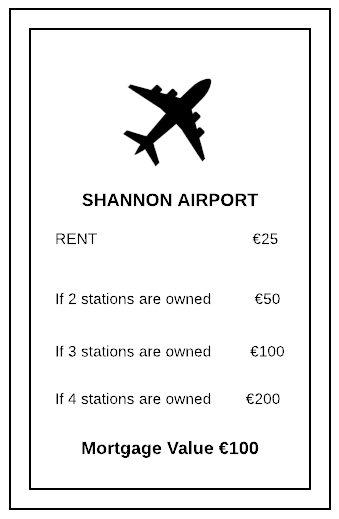 SHANNON AIRPORT
RENT €25
If 2 stations are owned €50
If 3 stations are owned €100
If 4 stations are owned €200
Mortgage Value €100